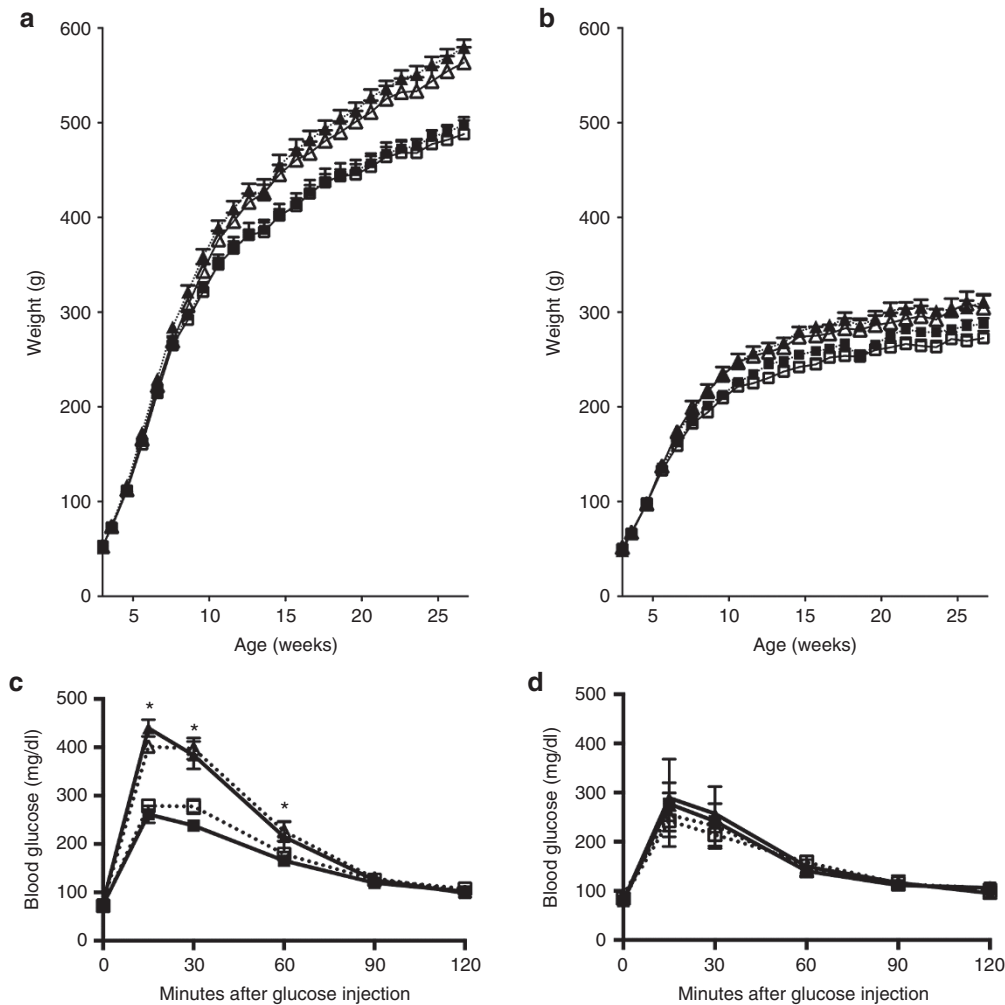 a
600
500
400
300
200
100
0
Weight (g)
5 10 15 20 25
Age (weeks)
b
600
500
400
300
200
100
0
Weight (g)
5 10 15 20 25
Age (weeks)
c
500
400
300
200
100
0
Blood glucose (mg/dl)
* * *
0 30 60 90 120
Minutes after glucose injection
d
500
400
300
200
100
0
Blood glucose (mg/dl)
0 30 60 90 120
Minutes after glucose injection